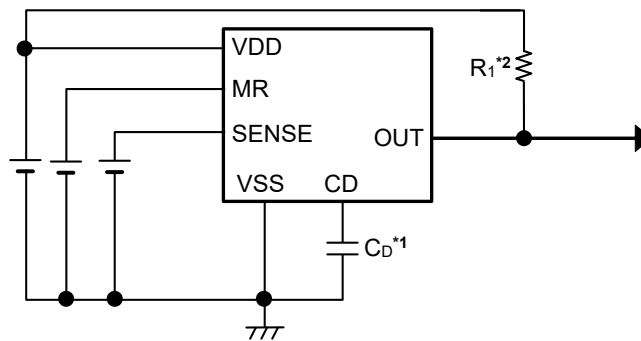 VDD
R1*2
MR
SENSE
OUT
VSS
CD
CD*1